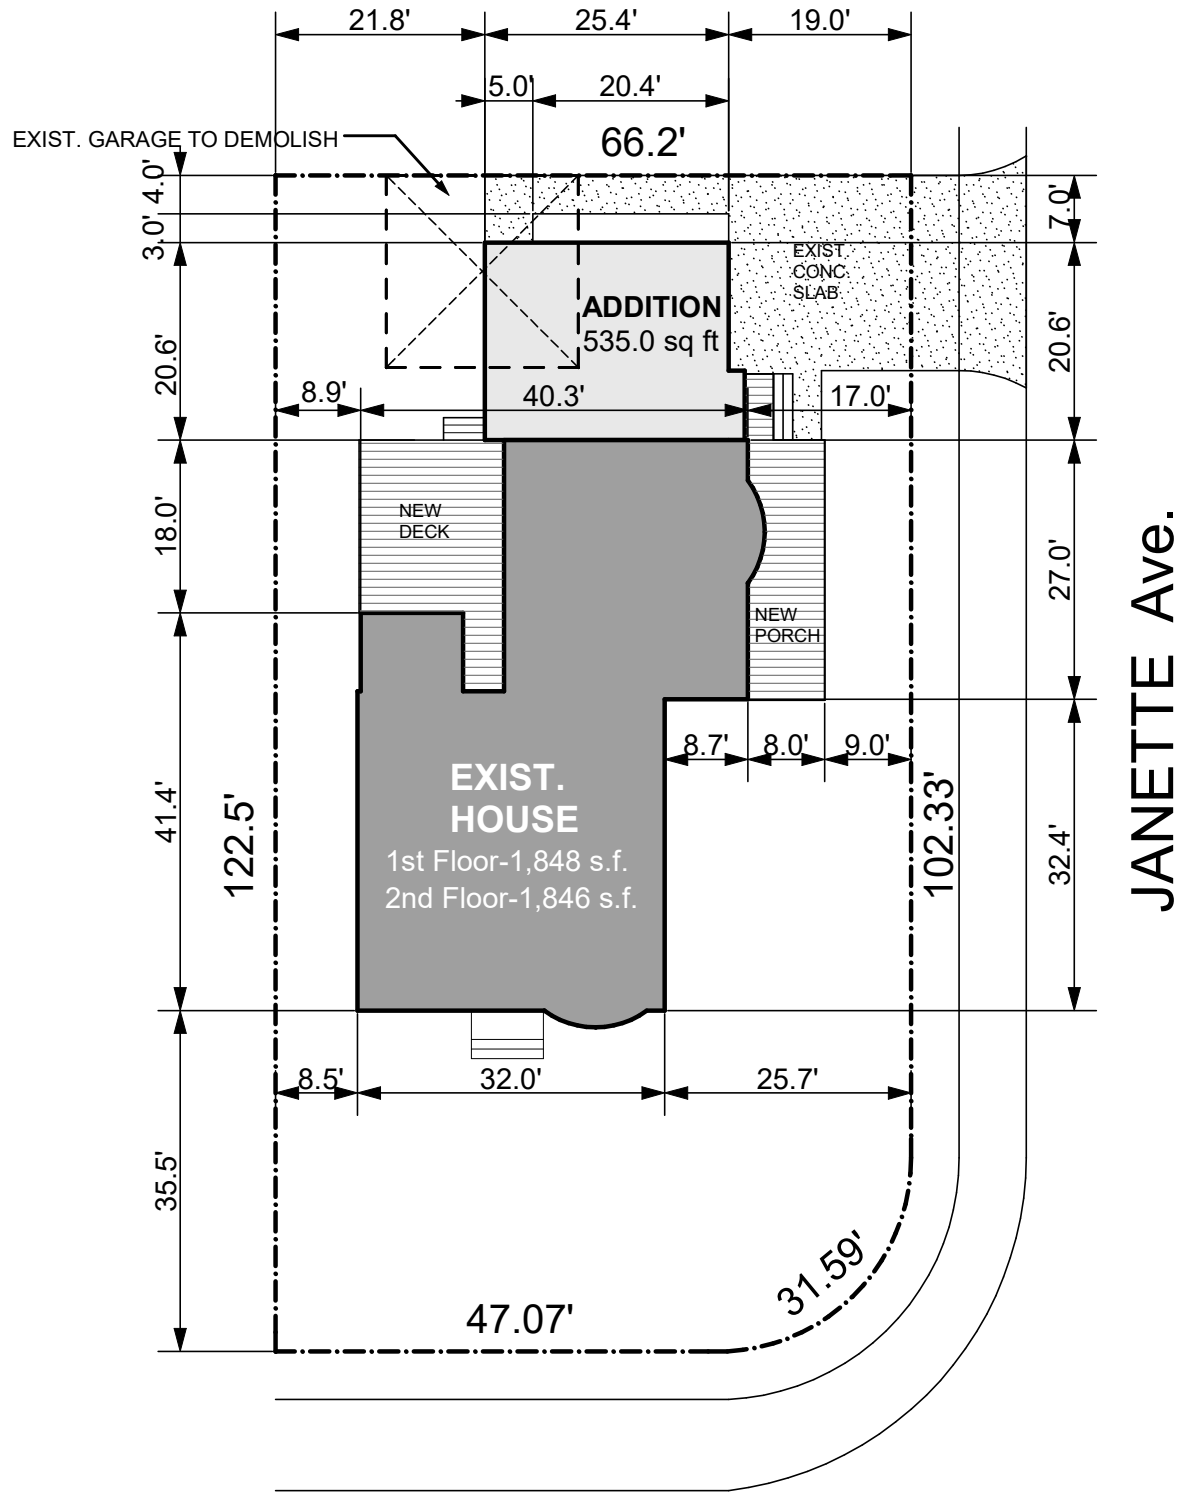 21.8' 25.4' 19.0'
5.0' 20.4'
EXIST. GARAGE TO DEMOLISH
66.2'
4.0'
3.0'
7.0'
EXIST
CONC
SLAB
ADDITION
535.0 sq ft
20.6'
20.6'
8.9' 40.3' 17.0'
NEW
DECK
18.0'
27.0'
NEW
PORCH
JANETTE Ave.
8.7' 8.0' 9.0'
EXIST.
HOUSE
1st Floor-1,848 s.f.
2nd Floor-1,846 s.f.
41.4'
122.5'
102.33'
32.4'
8.5' 32.0' 25.7'
35.5'
31.59'
47.07'